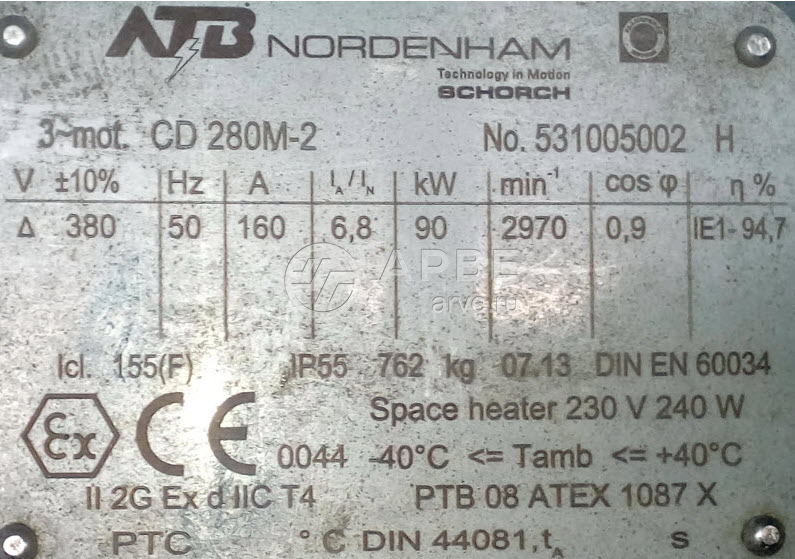 ATB NORDENHAM
Technology in Motion
SCHORCH
3~mot. CD 280M-2 No. 531005002 H
V ±10% Hz A I_A/I_N kW min⁻¹ cos φ η %
Δ 380 50 160 6,8 90 2970 0,9 IE1- 94,7
АРВЕ
arve.ru
Icl. 155(F) IP55 762 kg 07.13 DIN EN 60034
Space heater 230 V 240 W
Ex CE 0044 -40°C <= Tamb <= +40°C
II 2G Ex d IIC T4 PTB 08 ATEX 1087 X
PTC °C DIN 44081,t_A s